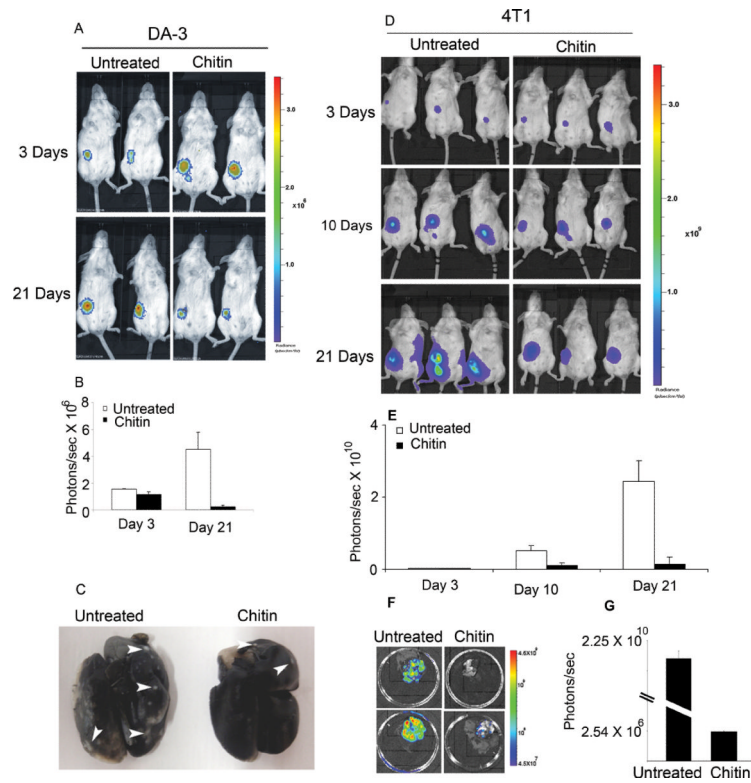 A
DA-3
Untreated Chitin
3 Days
21 Days
3.0
2.0
x10⁶
1.0
Radiance
B
Photons/sec X 10⁶
8
6
4
2
0
Untreated
Chitin
Day 3 Day 21
C
Untreated Chitin
D
4T1
Untreated Chitin
3 Days
10 Days
21 Days
3.0
2.0
1.0
Radiance
E
Photons/sec X 10¹⁰
4
2
0
Untreated
Chitin
Day 3 Day 10 Day 21
F
Untreated Chitin
G
Photons/sec
2.25 X 10¹⁰
2.54 X 10⁶
Untreated Chitin